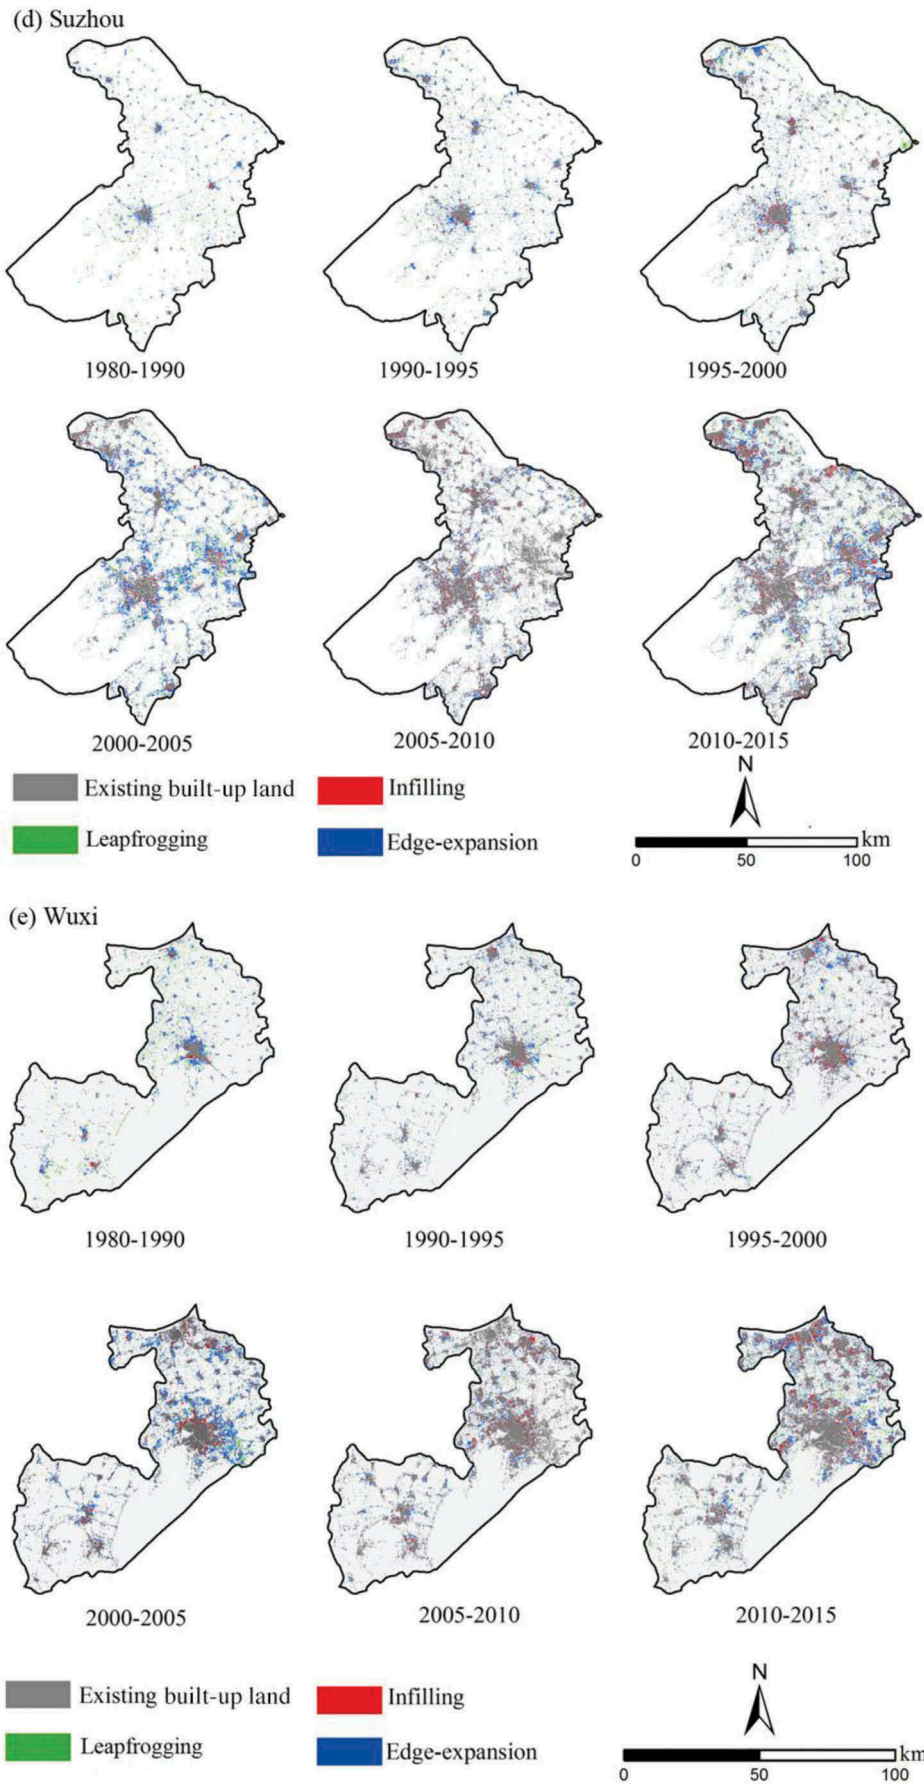 (d) Suzhou
1980-1990 1990-1995 1995-2000
2000-2005 2005-2010 2010-2015
Existing built-up land Infilling
Leapfrogging Edge-expansion
N
km
0 50 100
(e) Wuxi
1980-1990 1990-1995 1995-2000
2000-2005 2005-2010 2010-2015
Existing built-up land Infilling
Leapfrogging Edge-expansion
N
km
0 50 100